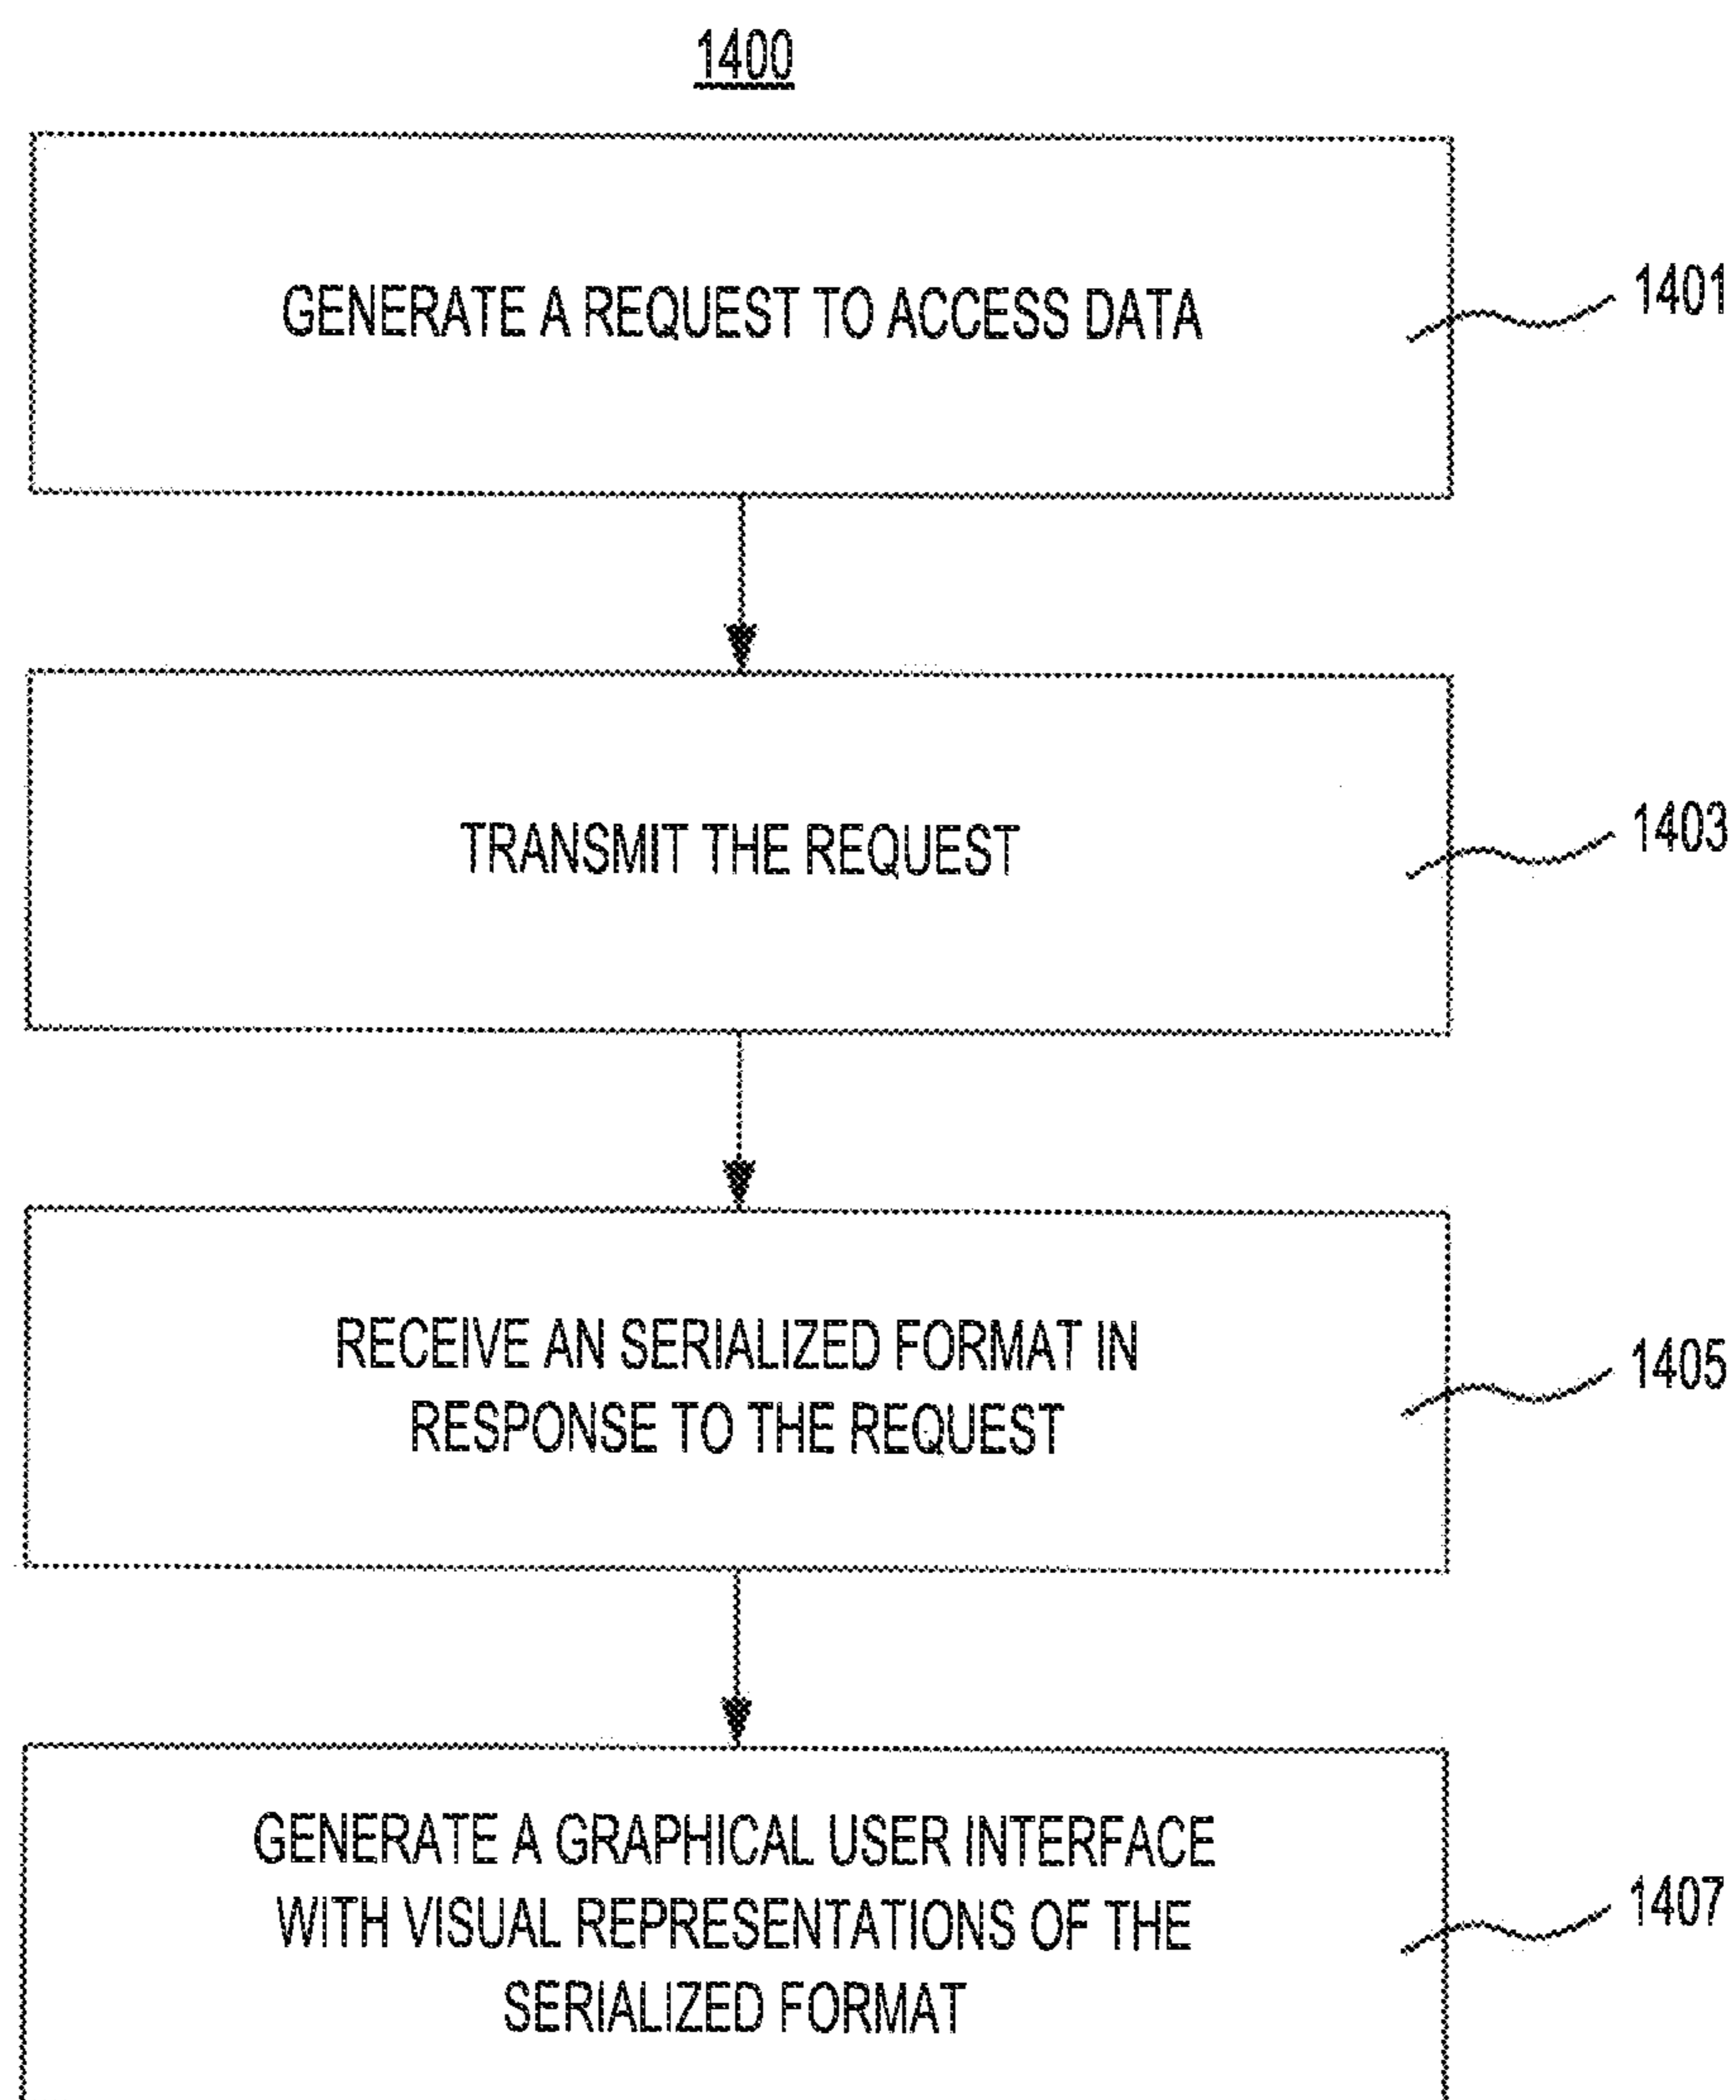 1400
GENERATE A REQUEST TO ACCESS DATA
1401
TRANSMIT THE REQUEST
1403
RECEIVE AN SERIALIZED FORMAT IN
RESPONSE TO THE REQUEST
1405
GENERATE A GRAPHICAL USER INTERFACE
WITH VISUAL REPRESENTATIONS OF THE
SERIALIZED FORMAT
1407